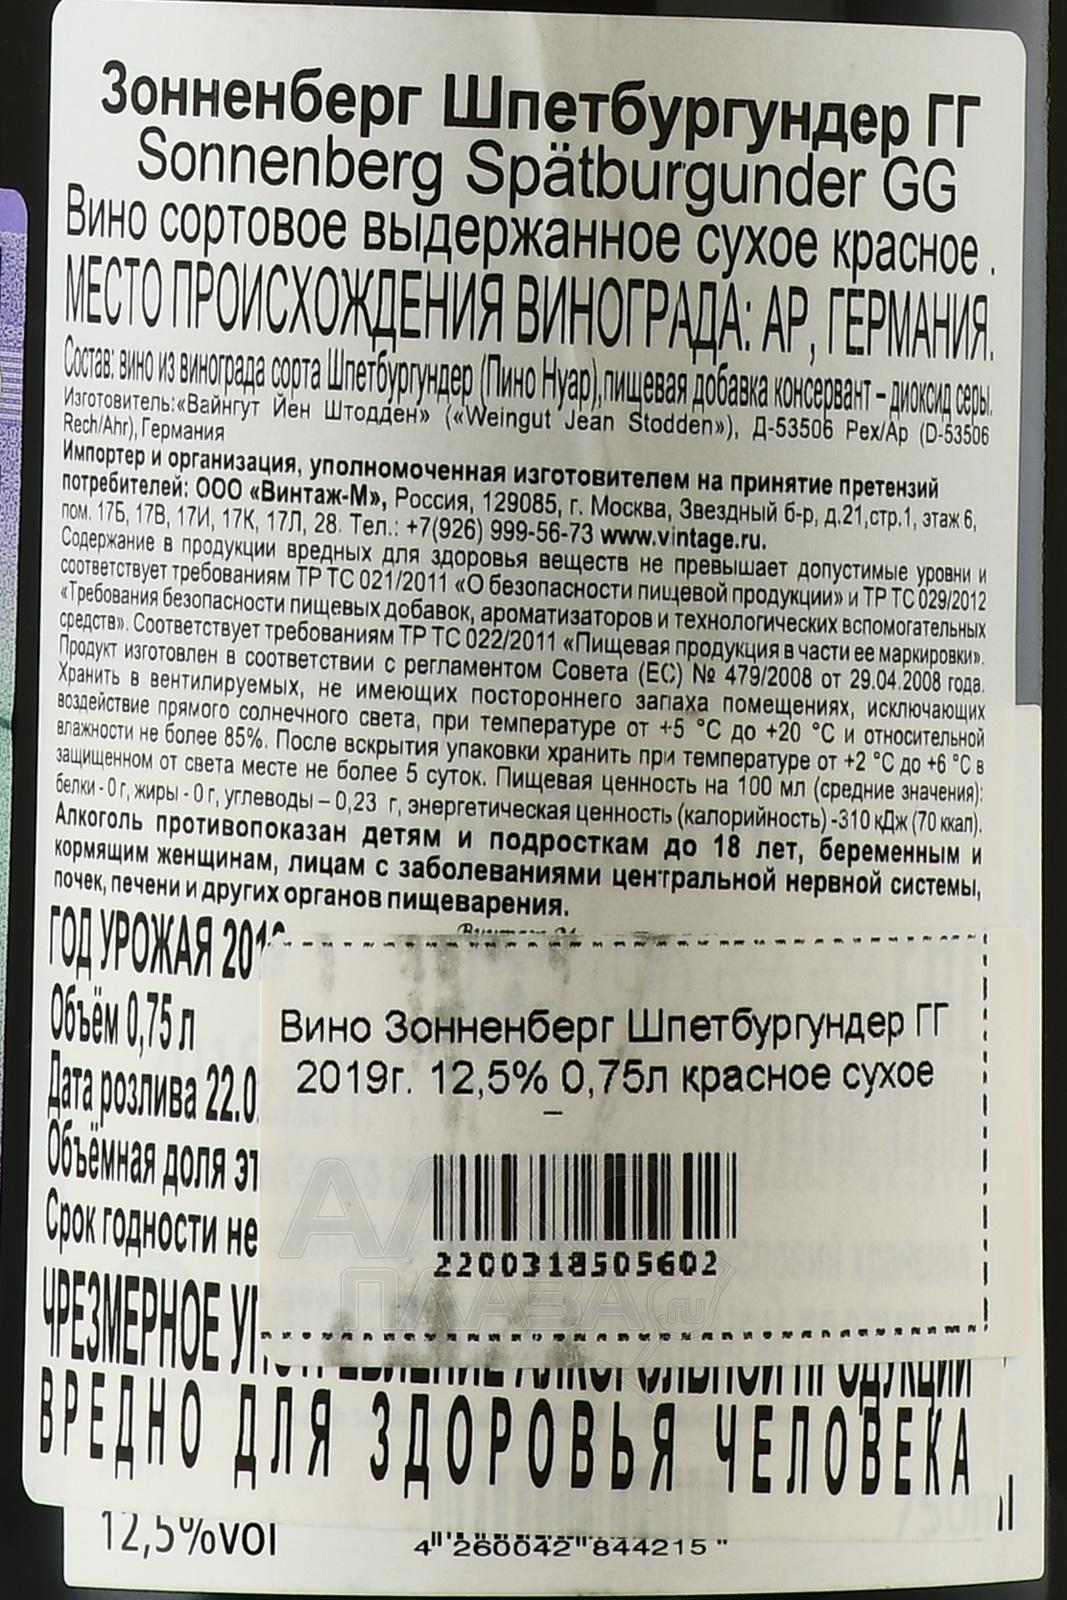 Зонненберг Шпетбургундер ГГ
Sonnenberg Spätburgunder GG
Вино сортовое выдержанное сухое красное .
МЕСТО ПРОИСХОЖДЕНИЯ ВИНОГРАДА: АР, ГЕРМАНИЯ.
Состав: вино из винограда сорта Шпетбургундер (Пино Нуар),пищевая добавка консервант – диоксид серы.
Изготовитель:«Вайнгут Йен Штодден» («Weingut Jean Stodden»), Д-53506 Рех/Ар (D-53506
Rech/Ahr), Германия
Импортер и организация, уполномоченная изготовителем на принятие претензий
потребителей: ООО «Винтаж-М», Россия, 129085, г. Москва, Звездный б-р, д.21,стр.1, этаж 6,
пом. 17Б, 17В, 17И, 17К, 17Л, 28. Тел.: +7(926) 999-56-73 www.vintage.ru.
Содержание в продукции вредных для здоровья веществ не превышает допустимые уровни и
соответствует требованиям ТР ТС 021/2011 «О безопасности пищевой продукции» и ТР ТС 029/2012
«Требования безопасности пищевых добавок, ароматизаторов и технологических вспомогательных
средств». Соответствует требованиям ТР ТС 022/2011 «Пищевая продукция в части ее маркировки».
Продукт изготовлен в соответствии с регламентом Совета (ЕС) № 479/2008 от 29.04.2008 года.
Хранить в вентилируемых, не имеющих постороннего запаха помещениях, исключающих
воздействие прямого солнечного света, при температуре от +5 °С до +20 °С и относительной
влажности не более 85%. После вскрытия упаковки хранить при температуре от +2 °С до +6 °С в
защищенном от света месте не более 5 суток. Пищевая ценность на 100 мл (средние значения):
белки - 0 г, жиры - 0 г, углеводы – 0,23 г, энергетическая ценность (калорийность) -310 кДж (70 ккал).
Алкоголь противопоказан детям и подросткам до 18 лет, беременным и
кормящим женщинам, лицам с заболеваниями центральной нервной системы,
почек, печени и других органов пищеварения.
ГОД УРОЖАЯ
Объём 0,75 л
Дата розлива 22.0
Объёмная доля
Срок годности не
Вино Зонненберг Шпетбургундер ГГ
2019г. 12,5% 0,75л красное сухое
2200318505602
АЛКО
ПЛАЗА.ru
ЧРЕЗМЕРНОЕ УПОТРЕБЛЕНИЕ АЛКОГОЛЬНОЙ ПРОДУКЦИИ
ВРЕДНО ДЛЯ ЗДОРОВЬЯ ЧЕЛОВЕКА
12,5%vol
4 260042 844215